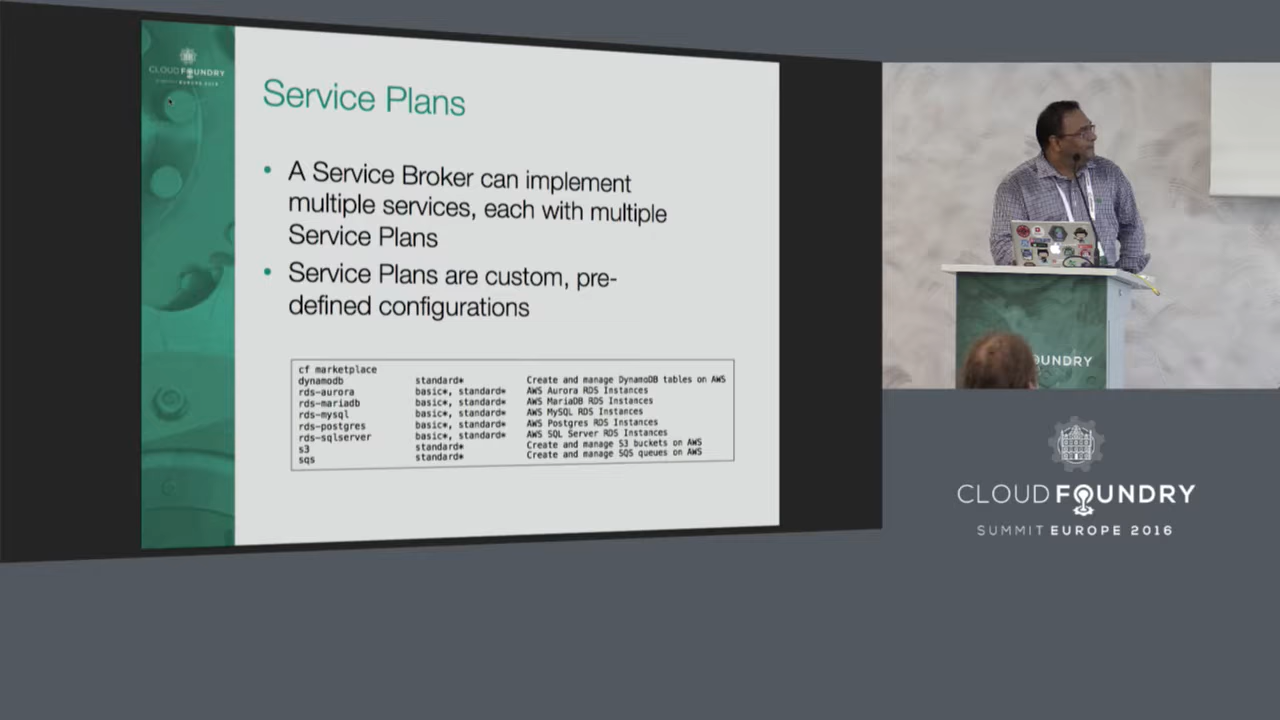 CLOUD FOUNDRY
SUMMIT EUROPE 2016
Service Plans
• A Service Broker can implement
multiple services, each with multiple
Service Plans
• Service Plans are custom, pre-
defined configurations
cf marketplace
dynamodb standard* Create and manage DynamoDB tables on AWS
rds-aurora basic*, standard* AWS Aurora RDS Instances
rds-mariadb basic*, standard* AWS MariaDB RDS Instances
rds-mysql basic*, standard* AWS MySQL RDS Instances
rds-postgres basic*, standard* AWS Postgres RDS Instances
rds-sqlserver basic*, standard* AWS SQL Server RDS Instances
s3 standard* Create and manage S3 buckets on AWS
sqs standard* Create and manage SQS queues on AWS
UNDRY
CLOUD FOUNDRY
SUMMIT EUROPE 2016